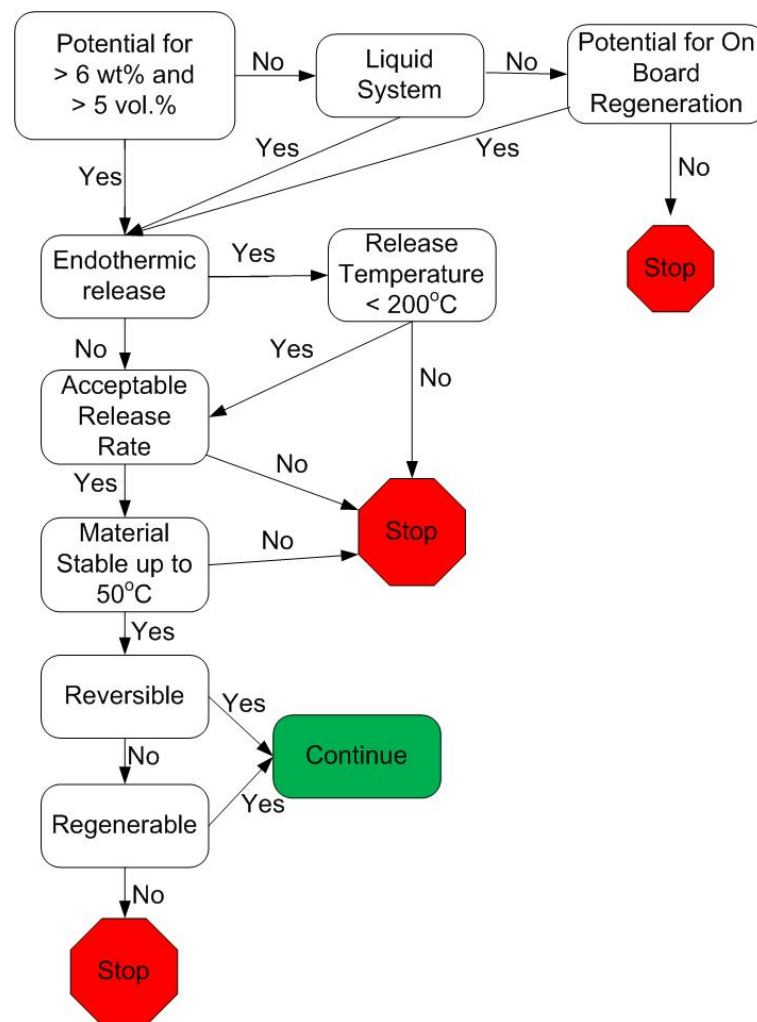 Potential for
> 6 wt% and
> 5 vol.%
No
Liquid
System
No
Potential for On
Board
Regeneration
Yes
Yes
Yes
No
Stop
Endothermic
release
Yes
Release
Temperature
< 200°C
No
Yes
No
Acceptable
Release
Rate
No
Yes
Stop
Material
Stable up to
50°C
No
Yes
Reversible
Yes
No
Continue
Regenerable
Yes
No
Stop